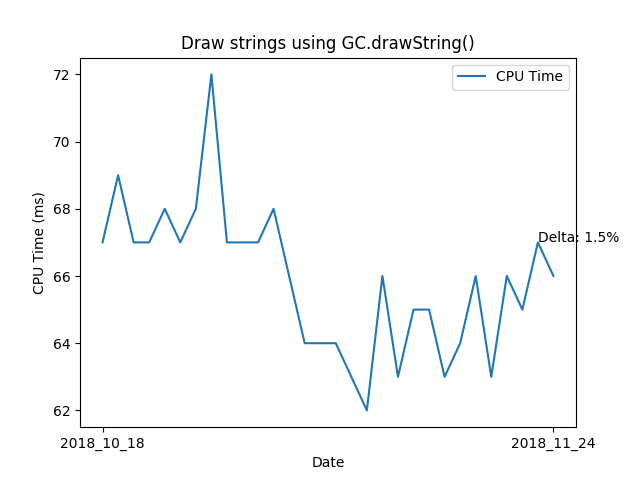 Draw strings using GC.drawString()
CPU Time
72
70
68
66
64
62
CPU Time (ms)
Delta: 1.5%
2018_10_18
2018_11_24
Date